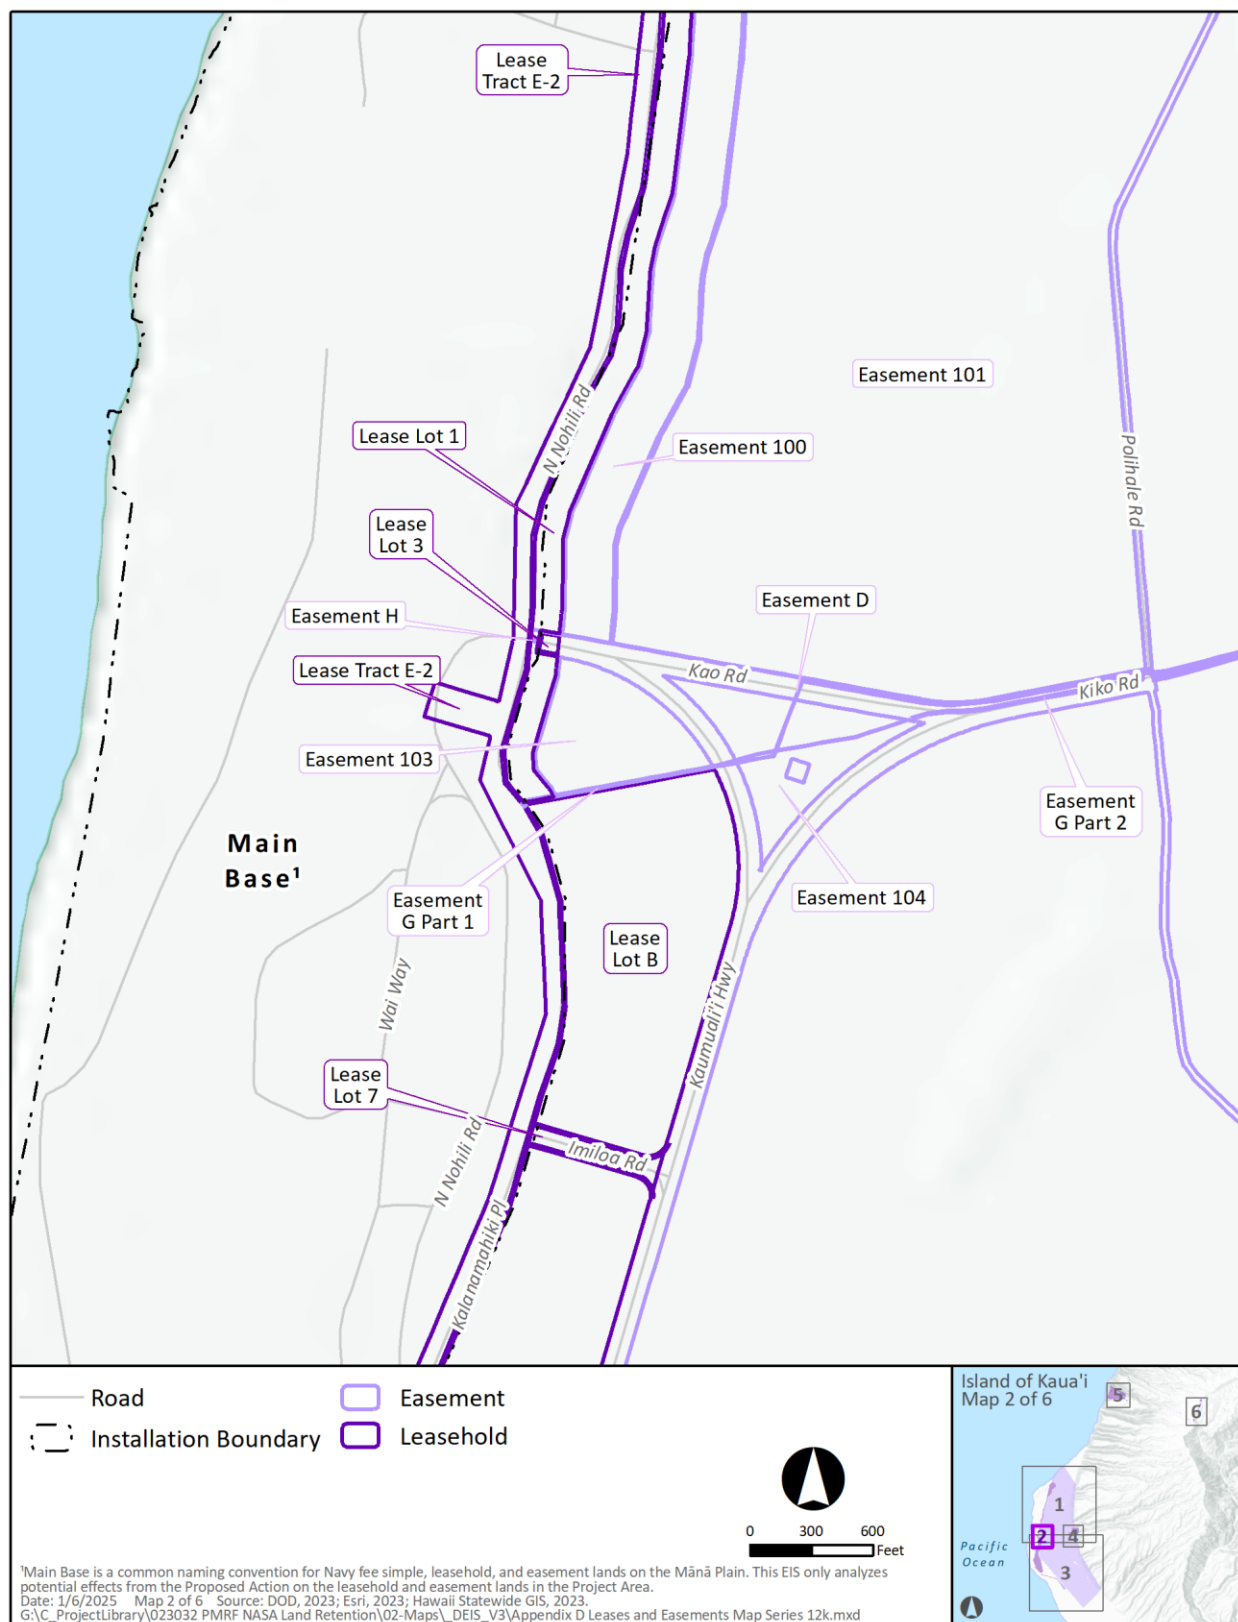 Lease
Tract E-2
Easement 101
N Nohili Rd
Lease Lot 1
Easement 100
Polihale Rd
Lease
Lot 3
Easement D
Easement H
Lease Tract E-2
Kao Rd
Kiko Rd
Easement 103
Easement
G Part 2
Main
Base¹
Easement
G Part 1
Easement 104
Lease
Lot B
Wai Way
Kaumuali'i Hwy
Lease
Lot 7
N Nohili Rd
Imiloa Rd
Kalanamahiki Pl
Road
Installation Boundary
Easement
Leasehold
0 300 600
Feet
Island of Kaua'i
Map 2 of 6
5
6
1
2
4
3
Pacific
Ocean
¹Main Base is a common naming convention for Navy fee simple, leasehold, and easement lands on the Mānā Plain. This EIS only analyzes
potential effects from the Proposed Action on the leasehold and easement lands in the Project Area.
Date: 1/6/2025 Map 2 of 6 Source: DOD, 2023; Esri, 2023; Hawaii Statewide GIS, 2023.
G:\C_ProjectLibrary\023032 PMRF NASA Land Retention\02-Maps\_DEIS_V3\Appendix D Leases and Easements Map Series 12k.mxd